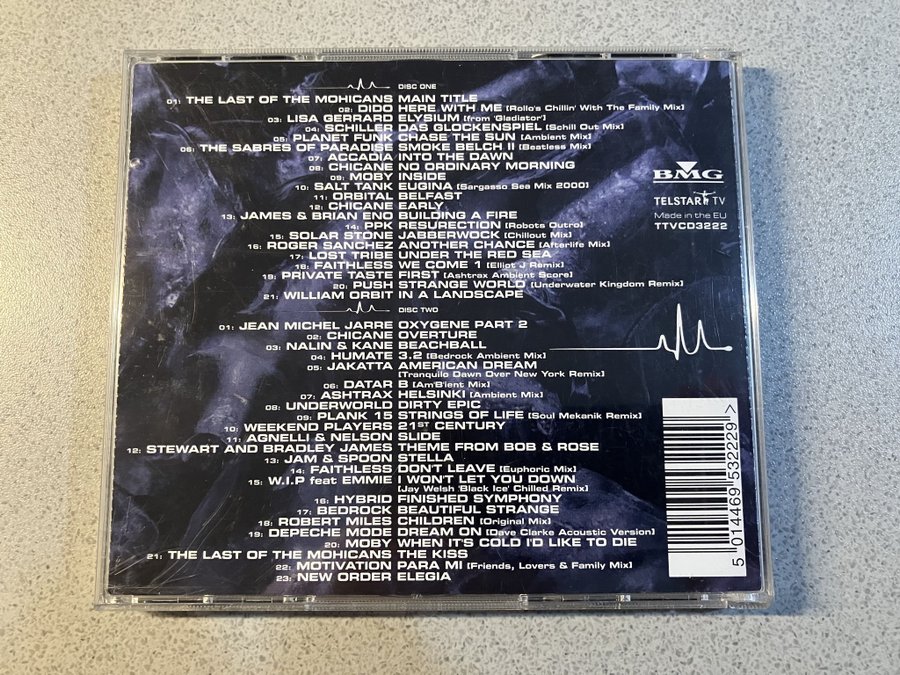 DISC ONE
01: THE LAST OF THE MOHICANS MAIN TITLE
02: DIDO HERE WITH ME [Rollo's Chillin' With The Family Mix]
03: LISA GERRARD ELYSIUM [from 'Gladiator']
04: SCHILLER DAS GLOCKENSPIEL [Schill Out Mix]
05: PLANET FUNK CHASE THE SUN [Ambient Mix]
06: THE SABRES OF PARADISE SMOKE BELCH II [Beatless Mix]
07: ACCADIA INTO THE DAWN
08: CHICANE NO ORDINARY MORNING
09: MOBY INSIDE
10: SALT TANK EUGINA [Sargasso Sea Mix 2000]
11: ORBITAL BELFAST
12: CHICANE EARLY
13: JAMES & BRIAN ENO BUILDING A FIRE
14: PPK RESURECTION [Robots Outro]
15: SOLAR STONE JABBERWOCK [Chillout Mix]
16: ROGER SANCHEZ ANOTHER CHANCE [Afterlife Mix]
17: LOST TRIBE UNDER THE RED SEA
18: FAITHLESS WE COME 1 [Elliot J Remix]
19: PRIVATE TASTE FIRST [Ashtrax Ambient Score]
20: PUSH STRANGE WORLD [Underwater Kingdom Remix]
21: WILLIAM ORBIT IN A LANDSCAPE
DISC TWO
01: JEAN MICHEL JARRE OXYGENE PART 2
02: CHICANE OVERTURE
03: NALIN & KANE BEACHBALL
04: HUMATE 3.2 [Bedrock Ambient Mix]
05: JAKATTA AMERICAN DREAM
[Tranquilo Dawn Over New York Remix]
06: DATAR B [Am'B'ient Mix]
07: ASHTRAX HELSINKI [Ambient Mix]
08: UNDERWORLD DIRTY EPIC
09: PLANK 15 STRINGS OF LIFE [Soul Mekanik Remix]
10: WEEKEND PLAYERS 21ST CENTURY
11: AGNELLI & NELSON SLIDE
12: STEWART AND BRADLEY JAMES THEME FROM BOB & ROSE
13: JAM & SPOON STELLA
14: FAITHLESS DON'T LEAVE [Euphoric Mix]
15: W.I.P feat EMMIE I WON'T LET YOU DOWN
[Jay Welsh 'Black Ice' Chilled Remix]
16: HYBRID FINISHED SYMPHONY
17: BEDROCK BEAUTIFUL STRANGE
18: ROBERT MILES CHILDREN [Original Mix]
19: DEPECHE MODE DREAM ON [Dave Clarke Acoustic Version]
20: MOBY WHEN IT'S COLD I'D LIKE TO DIE
21: THE LAST OF THE MOHICANS THE KISS
22: MOTIVATION PARA MI [Friends, Lovers & Family Mix]
23: NEW ORDER ELEGIA
BMG
TELSTAR TV
Made in the EU
TTVCD3222
5 014469 532229>